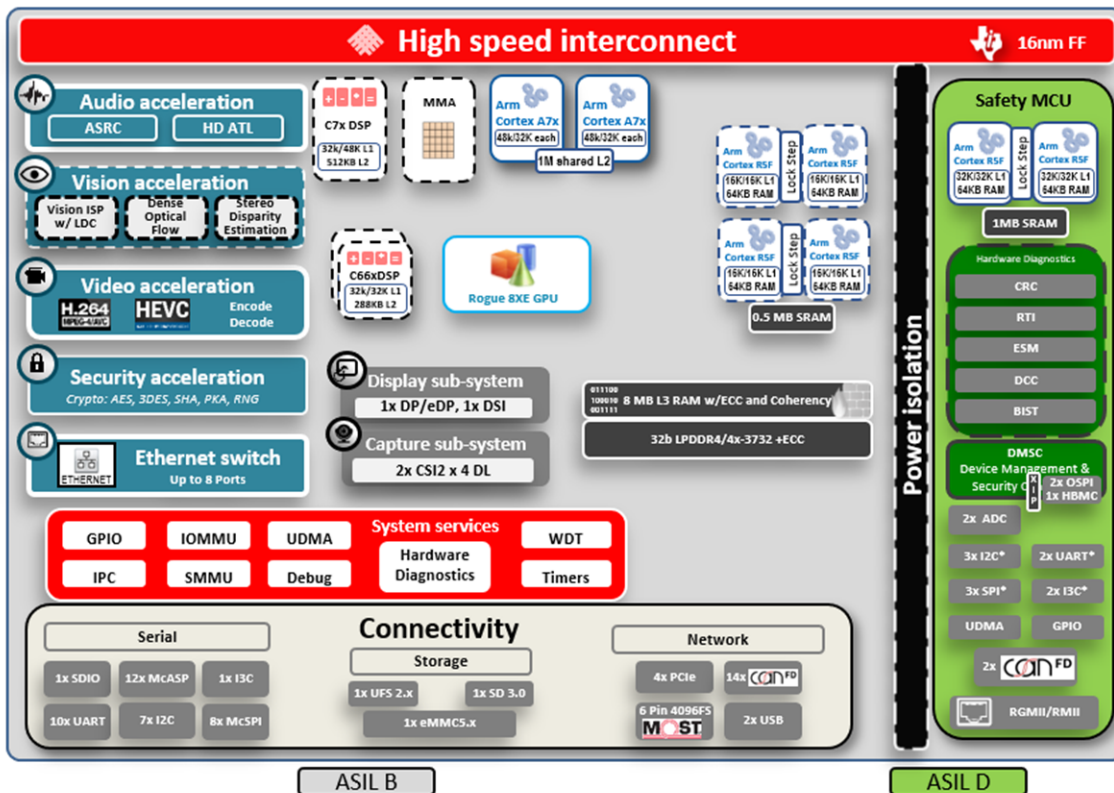 High speed interconnect
16nm FF
Audio acceleration
ASRC
HD ATL
Vision acceleration
Vision ISP
w/ LDC
Dense
Optical
Flow
Stereo
Disparity
Estimation
Video acceleration
H.264
MPEG-4/AVC
HEVC
Encode
Decode
Security acceleration
Crypto: AES, 3DES, SHA, PKA, RNG
Ethernet switch
Up to 8 Ports
ETHERNET
C7x DSP
32k/48K L1
512KB L2
MMA
Arm
Cortex A7x
48k/32K each
Arm
Cortex A7x
48k/32K each
1M shared L2
C66xDSP
32k/32K L1
288KB L2
Rogue 8XE GPU
Arm
Cortex R5F
16K/16K L1
64KB RAM
Lock Step
Arm
Cortex R5F
16K/16K L1
64KB RAM
Arm
Cortex R5F
16K/16K L1
64KB RAM
Lock Step
Arm
Cortex R5F
16K/16K L1
64KB RAM
0.5 MB SRAM
Display sub-system
1x DP/eDP, 1x DSI
Capture sub-system
2x CSI2 x 4 DL
011100
100010
001111
8 MB L3 RAM w/ECC and Coherency
32b LPDDR4/4x-3732 +ECC
System services
GPIO
IOMMU
UDMA
WDT
IPC
SMMU
Debug
Hardware
Diagnostics
Timers
Connectivity
Serial
1x SDIO
12x McASP
1x I3C
10x UART
7x I2C
8x McSPI
Storage
1x UFS 2.x
1x SD 3.0
1x eMMC5.x
Network
4x PCIe
14x CAN FD
6 Pin 4096FS
MOST
2x USB
Power isolation
Safety MCU
Arm
Cortex R5F
32K/32K L1
64KB RAM
Lock Step
Arm
Cortex R5F
32K/32K L1
64KB RAM
1MB SRAM
Hardware Diagnostics
CRC
RTI
ESM
DCC
BIST
DMSC
Device Management &
Security
XIP
2x OSPI
1x HBMC
2x ADC
3x I2C*
2x UART*
3x SPI*
2x I3C*
UDMA
GPIO
2x CAN FD
RGMII/RMII
ASIL B
ASIL D